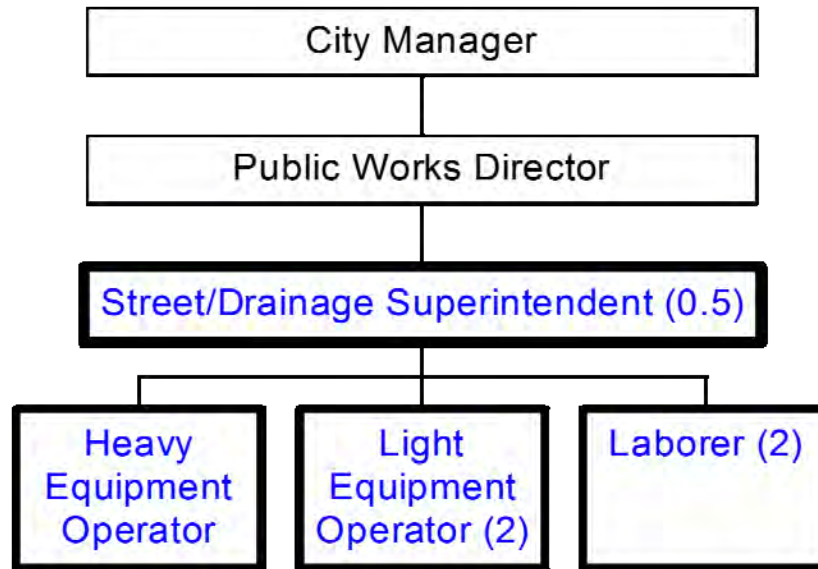 City Manager
Public Works Director
Street/Drainage Superintendent (0.5)
Heavy
Equipment
Operator
Light
Equipment
Operator (2)
Laborer (2)